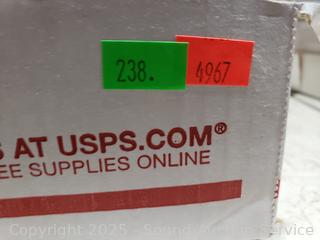 238. 4967
S AT USPS.COM®
EE SUPPLIES ONLINE
Copyright 2025 - Sound Auction Service